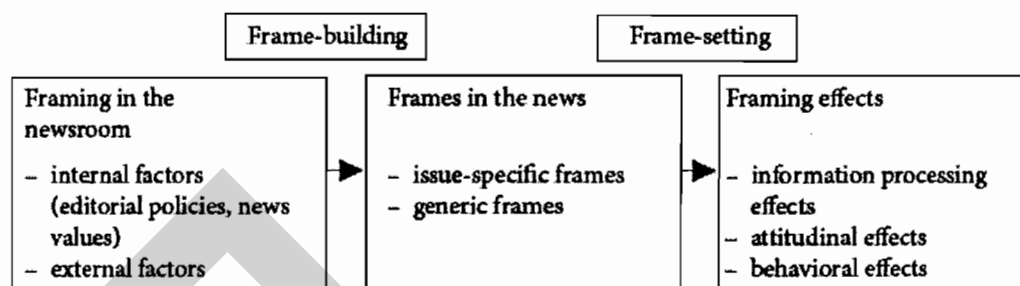 Frame-building
Frame-setting
Framing in the
newsroom
– internal factors
(editorial policies, news
values)
– external factors
Frames in the news
– issue-specific frames
– generic frames
Framing effects
– information processing
effects
– attitudinal effects
– behavioral effects